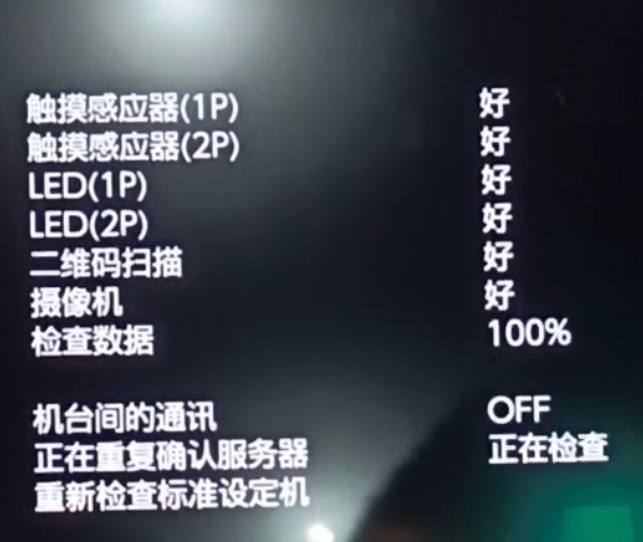 触摸感应器(1P) 好
触摸感应器(2P) 好
LED(1P) 好
LED(2P) 好
二维码扫描 好
摄像机 好
检查数据 100%
机台间的通讯 OFF
正在重复确认服务器 正在检查
重新检查标准设定机